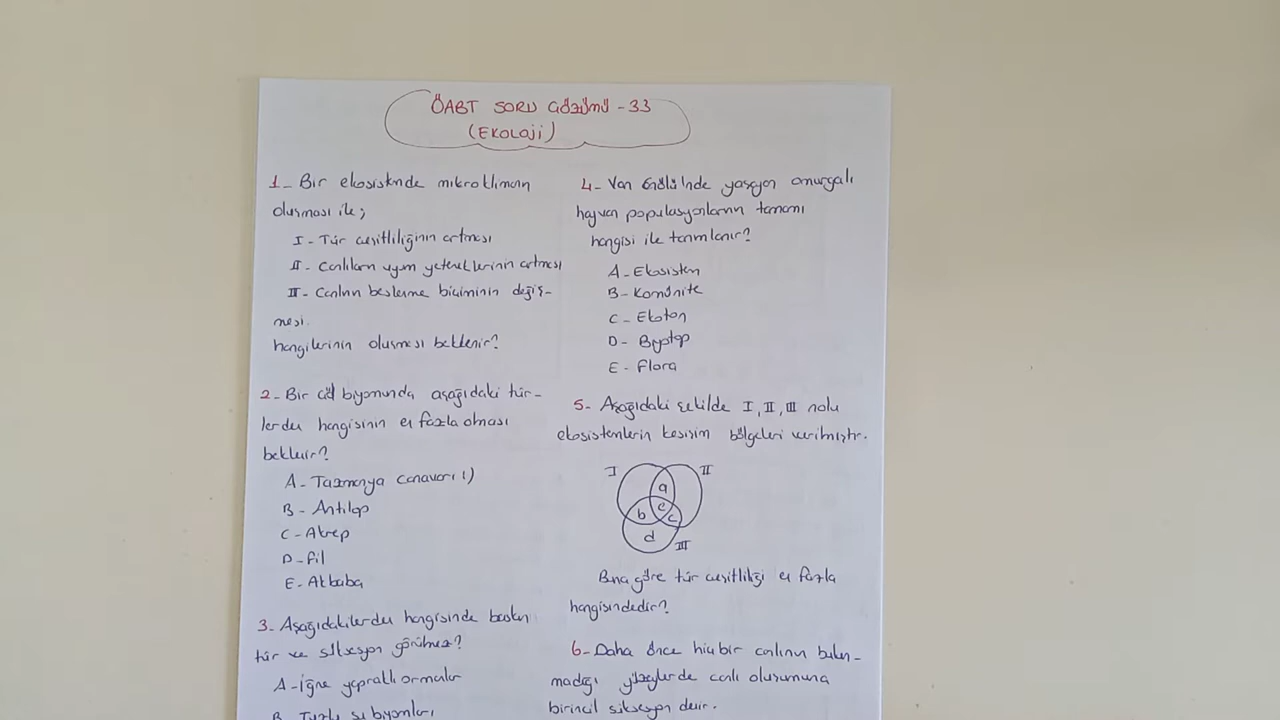 ÖABT SORU ÇÖZÜMÜ - 33
(EKOLOJİ)
1- Bir ekosistemde mikroklimanın
oluşması ile;
I - Tür çeşitliliğinin artması
II - Canlıların uyum yeteneklerinin artması
III - Canlının beslenme biçiminin değiş-
mesi.
hangilerinin oluşması beklenir?
2- Bir çöl biyomunda aşağıdaki tür-
lerden hangisinin en fazla olması
beklenir?
A - Tazmanya canavarı :)
B - Antilop
C - Akrep
D - Fil
E - Akbaba
3- Aşağıdakilerden hangisinde baskın
tür ve süksesyon görülmez?
A - İğne yapraklı ormanlar
B - Tuzlu su biyomları
4- Van Gölü'nde yaşayan omurgalı
hayvan populasyonlarının tamamı
hangisi ile tanımlanır?
A - Ekosistem
B - Komünite
C - Ekoton
D - Biyotop
E - Flora
5- Aşağıdaki şekilde I, II, III nolu
ekosistemlerin kesişim bölgeleri verilmiştir.
I II
a
b e c
d
III
Buna göre tür çeşitliliği en fazla
hangisindedir?
6- Daha önce hiçbir canlının bulun-
madığı yüzeylerde canlı oluşumuna
birincil süksesyon denir.